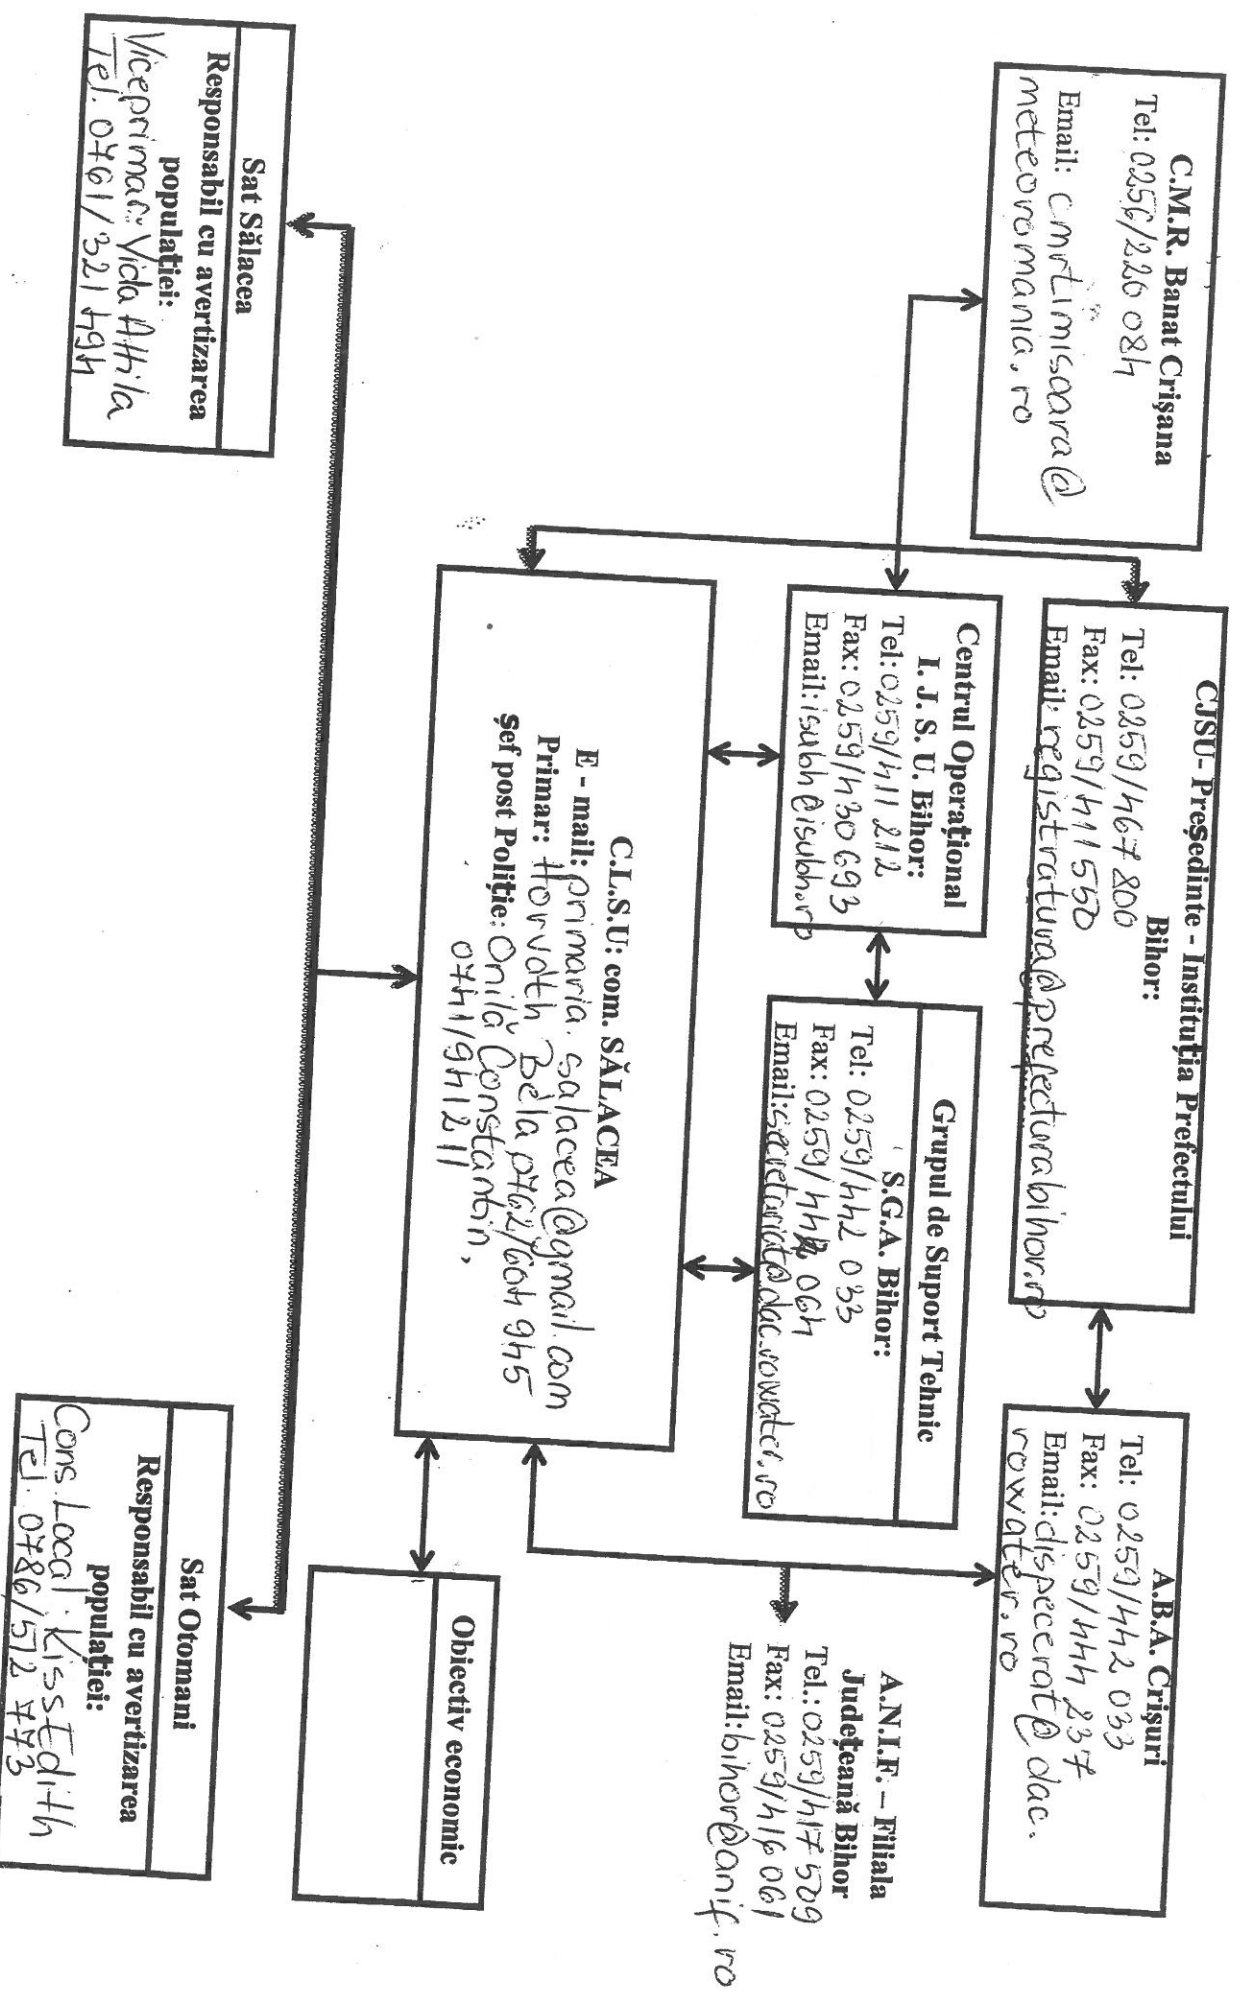 C.M.R. Banat Crişana
Tel: 0256/220 084
Email: cmrtimisoara@
meteoromania.ro
CJSU- Preşedinte - Instituţia Prefectului
Bihor:
Tel: 0259/467 800
Fax: 0259/411 550
Email: registratura@prefecturabihor.ro
A.B.A. Crişuri
Tel: 0259/442 033
Fax: 0259/444 237
Email: dispecerat@dac.
rowater.ro
Centrul Operaţional
I. J. S. U. Bihor:
Tel: 0259/411 212
Fax: 0259/430 693
Email: isubh@isubh.ro
Grupul de Suport Tehnic
S.G.A. Bihor:
Tel: 0259/442 033
Fax: 0259/444 064
Email: secretariat@dac.rowater.ro
A.N.I.F. – Filiala
Judeţeană Bihor
Tel.: 0259/417 509
Fax: 0259/416 061
Email: bihor@anif.ro
C.L.S.U: com. SĂLACEA
E - mail: primaria.salacea@gmail.com
Primar: Horvath Bela, 0762/604 945
şef post Poliţie: Onilă Constantin,
0741/941211
Obiectiv economic
Sat Sălacea
Responsabil cu avertizarea
populaţiei:
Viceprimar: Vida Attila
Tel. 0761/321 494
Sat Otomani
Responsabil cu avertizarea
populaţiei:
Cons. Local: Kiss Edith
Tel. 0786/572 773